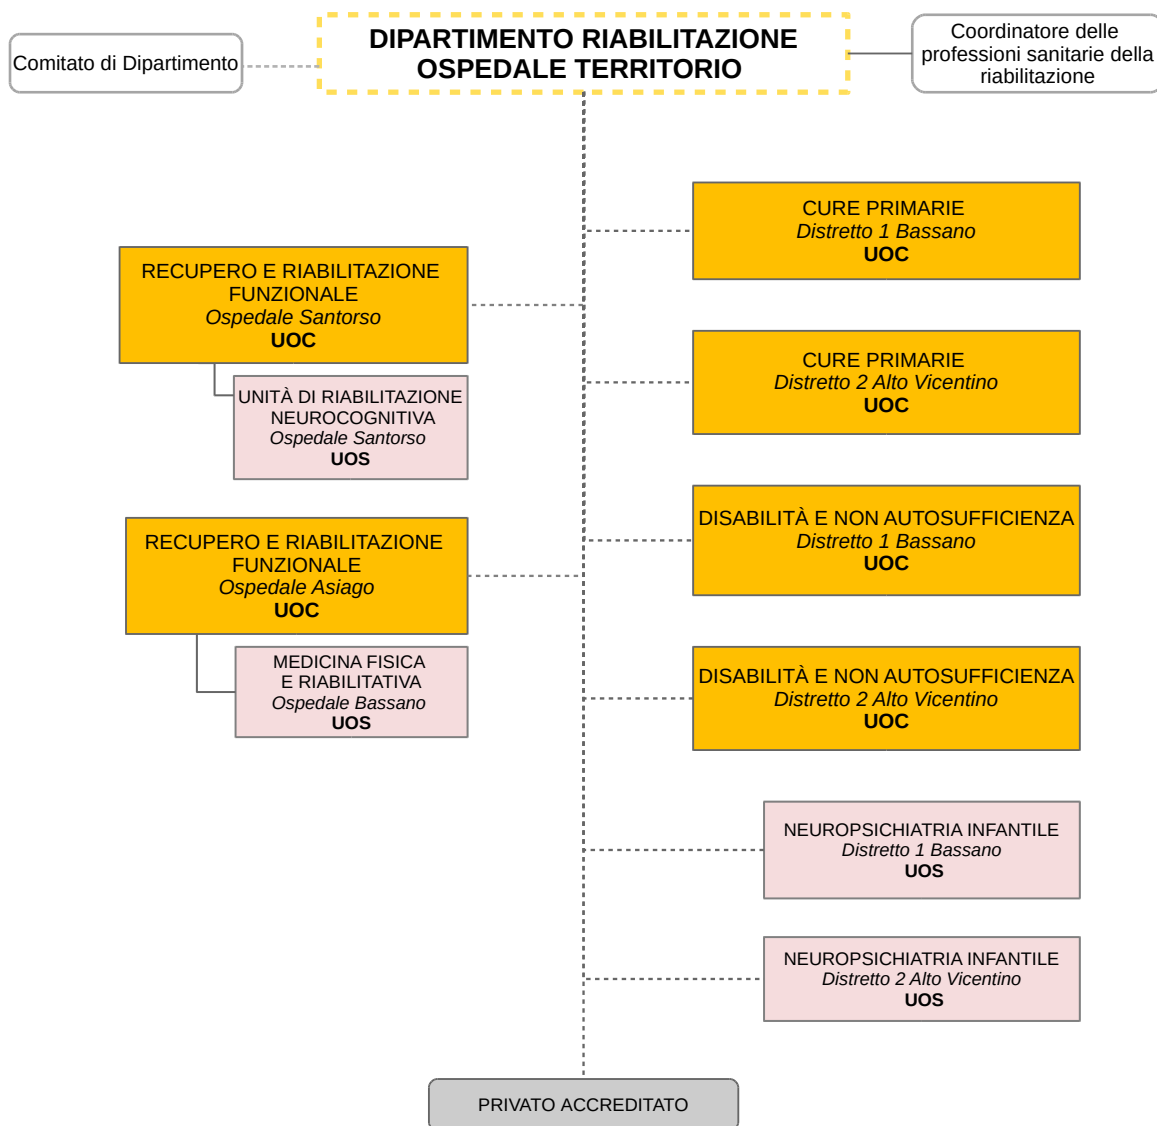 DIPARTIMENTO RIABILITAZIONE
OSPEDALE TERRITORIO
Comitato di Dipartimento
Coordinatore delle
professioni sanitarie della
riabilitazione
RECUPERO E RIABILITAZIONE
FUNZIONALE
Ospedale Santorso
UOC
UNITÀ DI RIABILITAZIONE
NEUROCOGNITIVA
Ospedale Santorso
UOS
RECUPERO E RIABILITAZIONE
FUNZIONALE
Ospedale Asiago
UOC
MEDICINA FISICA
E RIABILITATIVA
Ospedale Bassano
UOS
CURE PRIMARIE
Distretto 1 Bassano
UOC
CURE PRIMARIE
Distretto 2 Alto Vicentino
UOC
DISABILITÀ E NON AUTOSUFFICIENZA
Distretto 1 Bassano
UOC
DISABILITÀ E NON AUTOSUFFICIENZA
Distretto 2 Alto Vicentino
UOC
NEUROPSICHIATRIA INFANTILE
Distretto 1 Bassano
UOS
NEUROPSICHIATRIA INFANTILE
Distretto 2 Alto Vicentino
UOS
PRIVATO ACCREDITATO